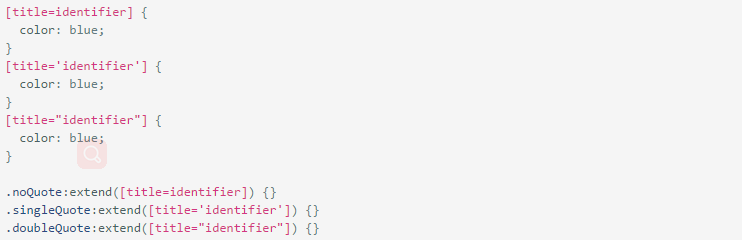 [title=identifier] {
  color: blue;
}
[title='identifier'] {
  color: blue;
}
[title="identifier"] {
  color: blue;
}

.noQuote:extend([title=identifier]) {}
.singleQuote:extend([title='identifier']) {}
.doubleQuote:extend([title="identifier"]) {}